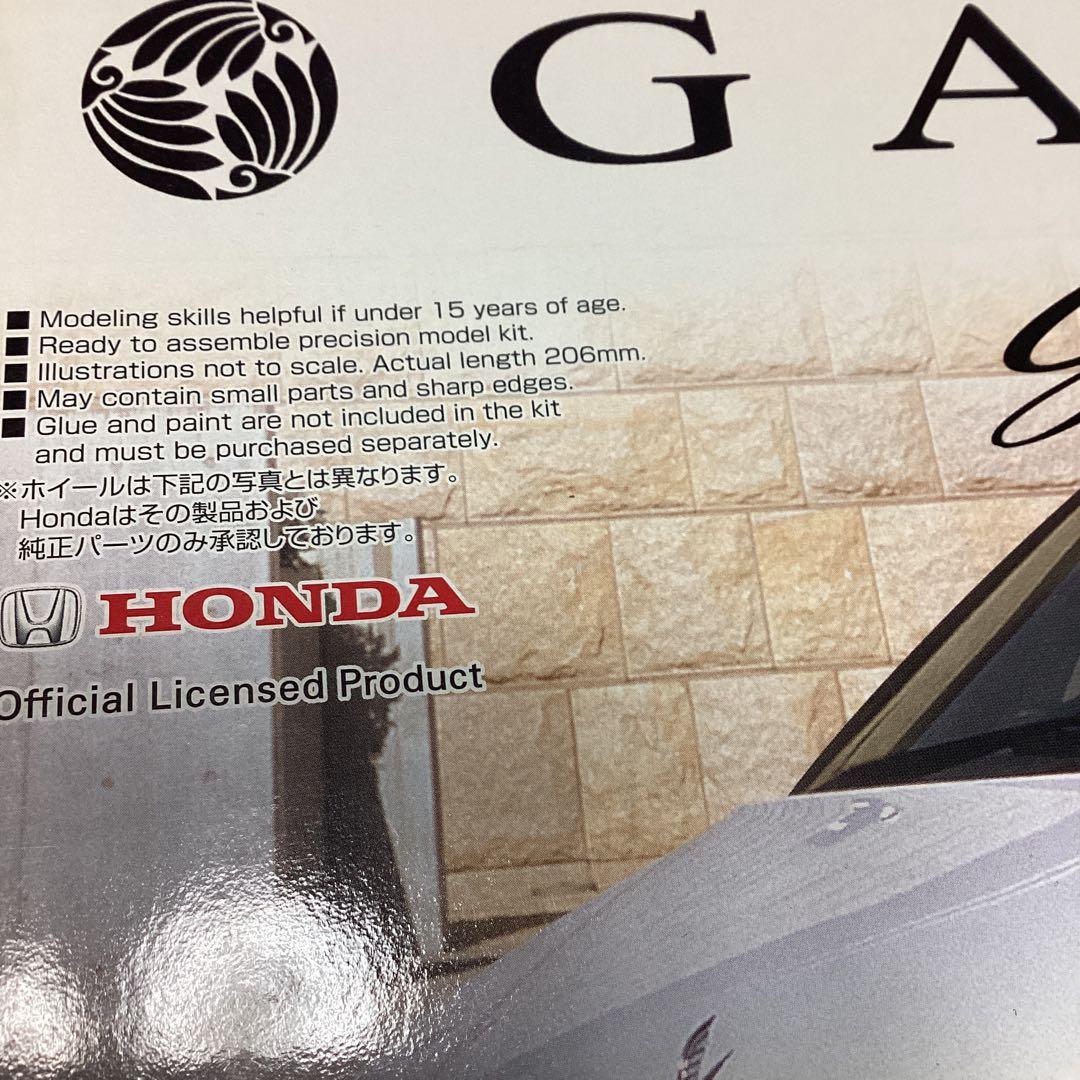 GA
■ Modeling skills helpful if under 15 years of age.
■ Ready to assemble precision model kit.
■ Illustrations not to scale. Actual length 206mm.
■ May contain small parts and sharp edges.
■ Glue and paint are not included in the kit
and must be purchased separately.
※ホイールは下記の写真とは異なります。
Hondaはその製品および
純正パーツのみ承認しております。
HONDA
Official Licensed Product